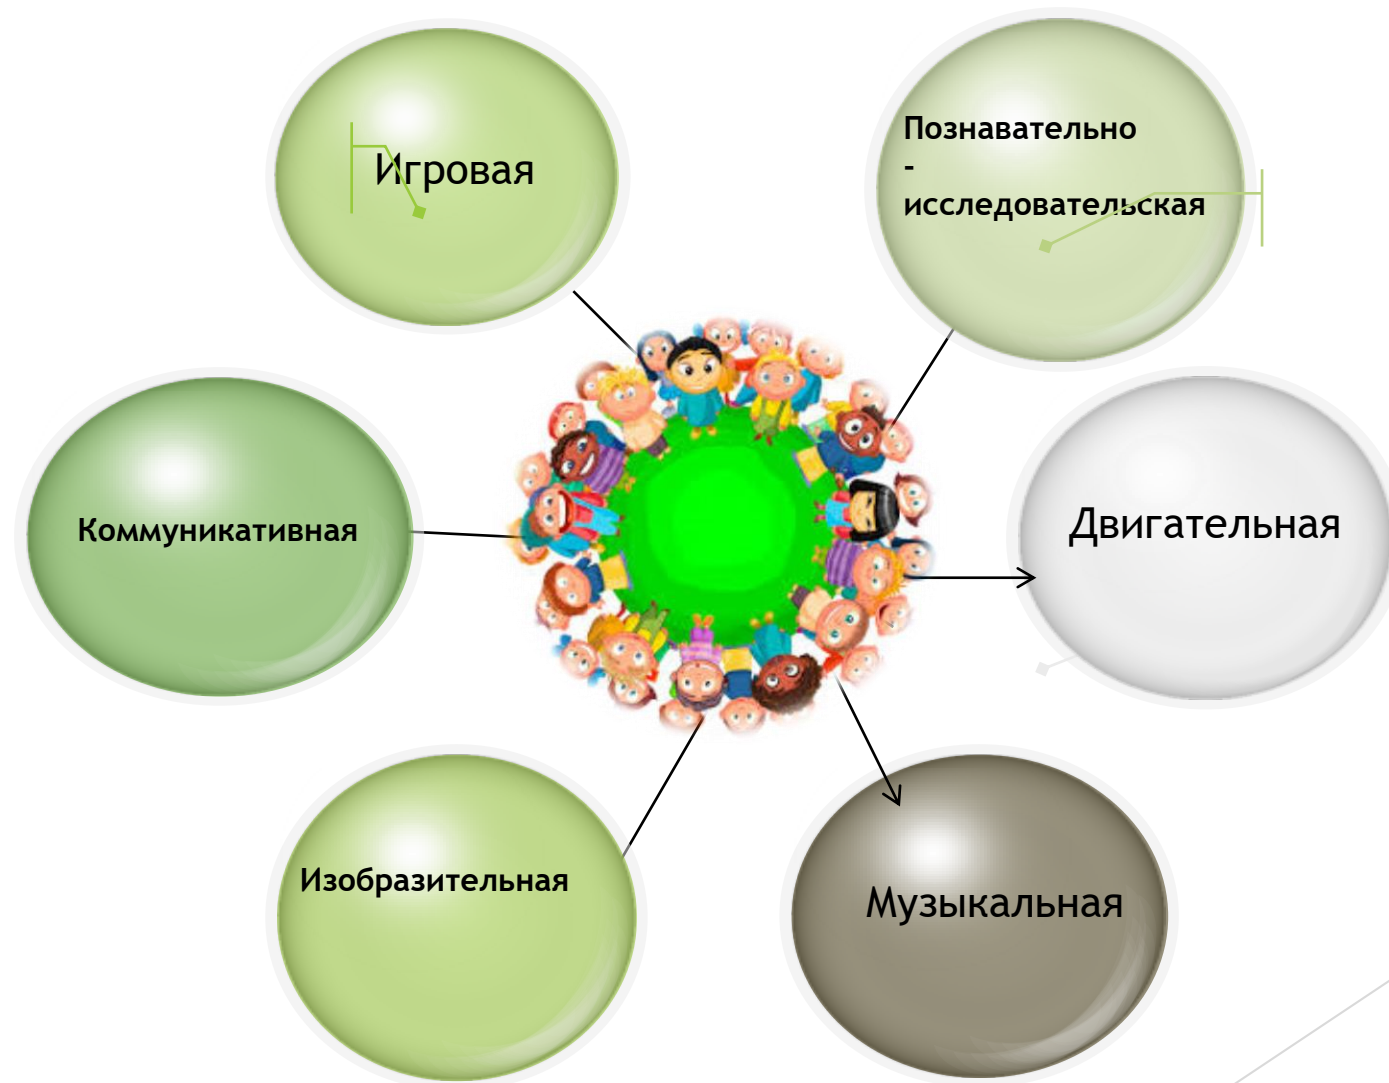 Игровая
Познавательно
-
исследовательская
Коммуникативная
Двигательная
Изобразительная
Музыкальная